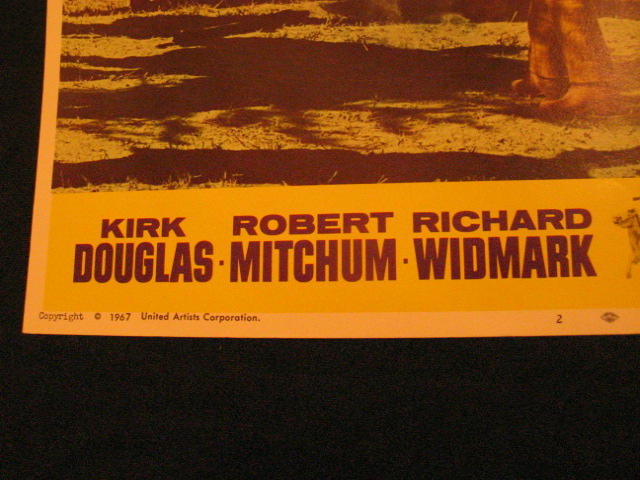 KIRK ROBERT RICHARD
DOUGLAS · MITCHUM · WIDMARK
Copyright © 1967 United Artists Corporation. 2